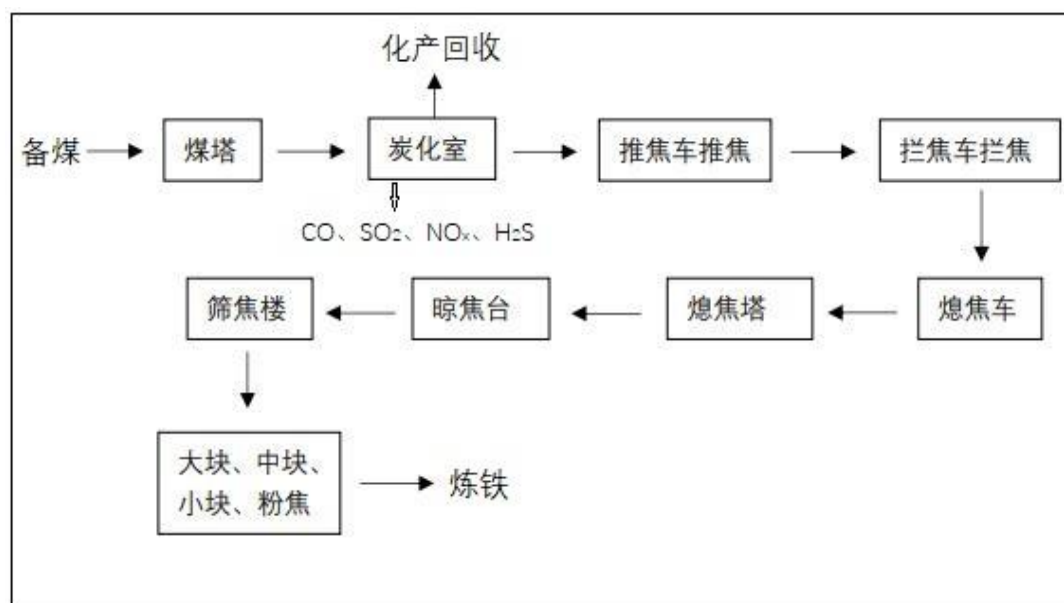 化产回收
备煤
煤塔
炭化室
推焦车推焦
拦焦车拦焦
CO、SO₂、NOₓ、H₂S
筛焦楼
晾焦台
熄焦塔
熄焦车
大块、中块、
小块、粉焦
炼铁